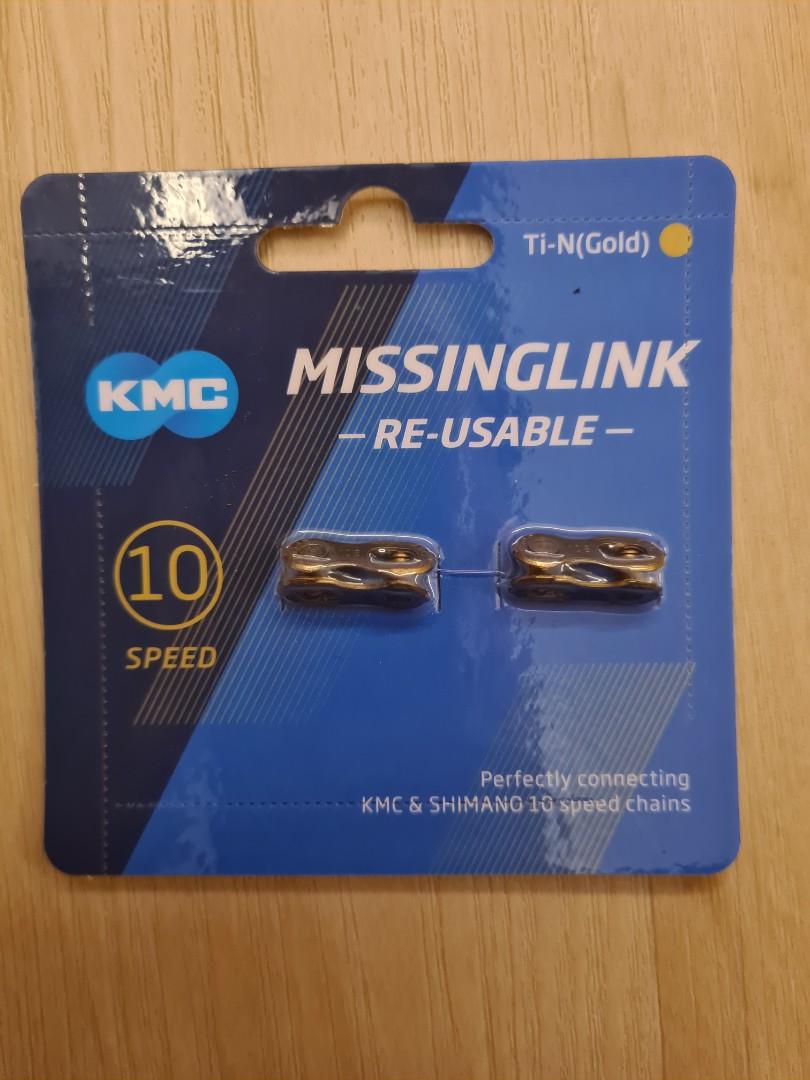 Ti-N(Gold)
KMC
MISSINGLINK
– RE-USABLE –
10
SPEED
Perfectly connecting
KMC & SHIMANO 10 speed chains